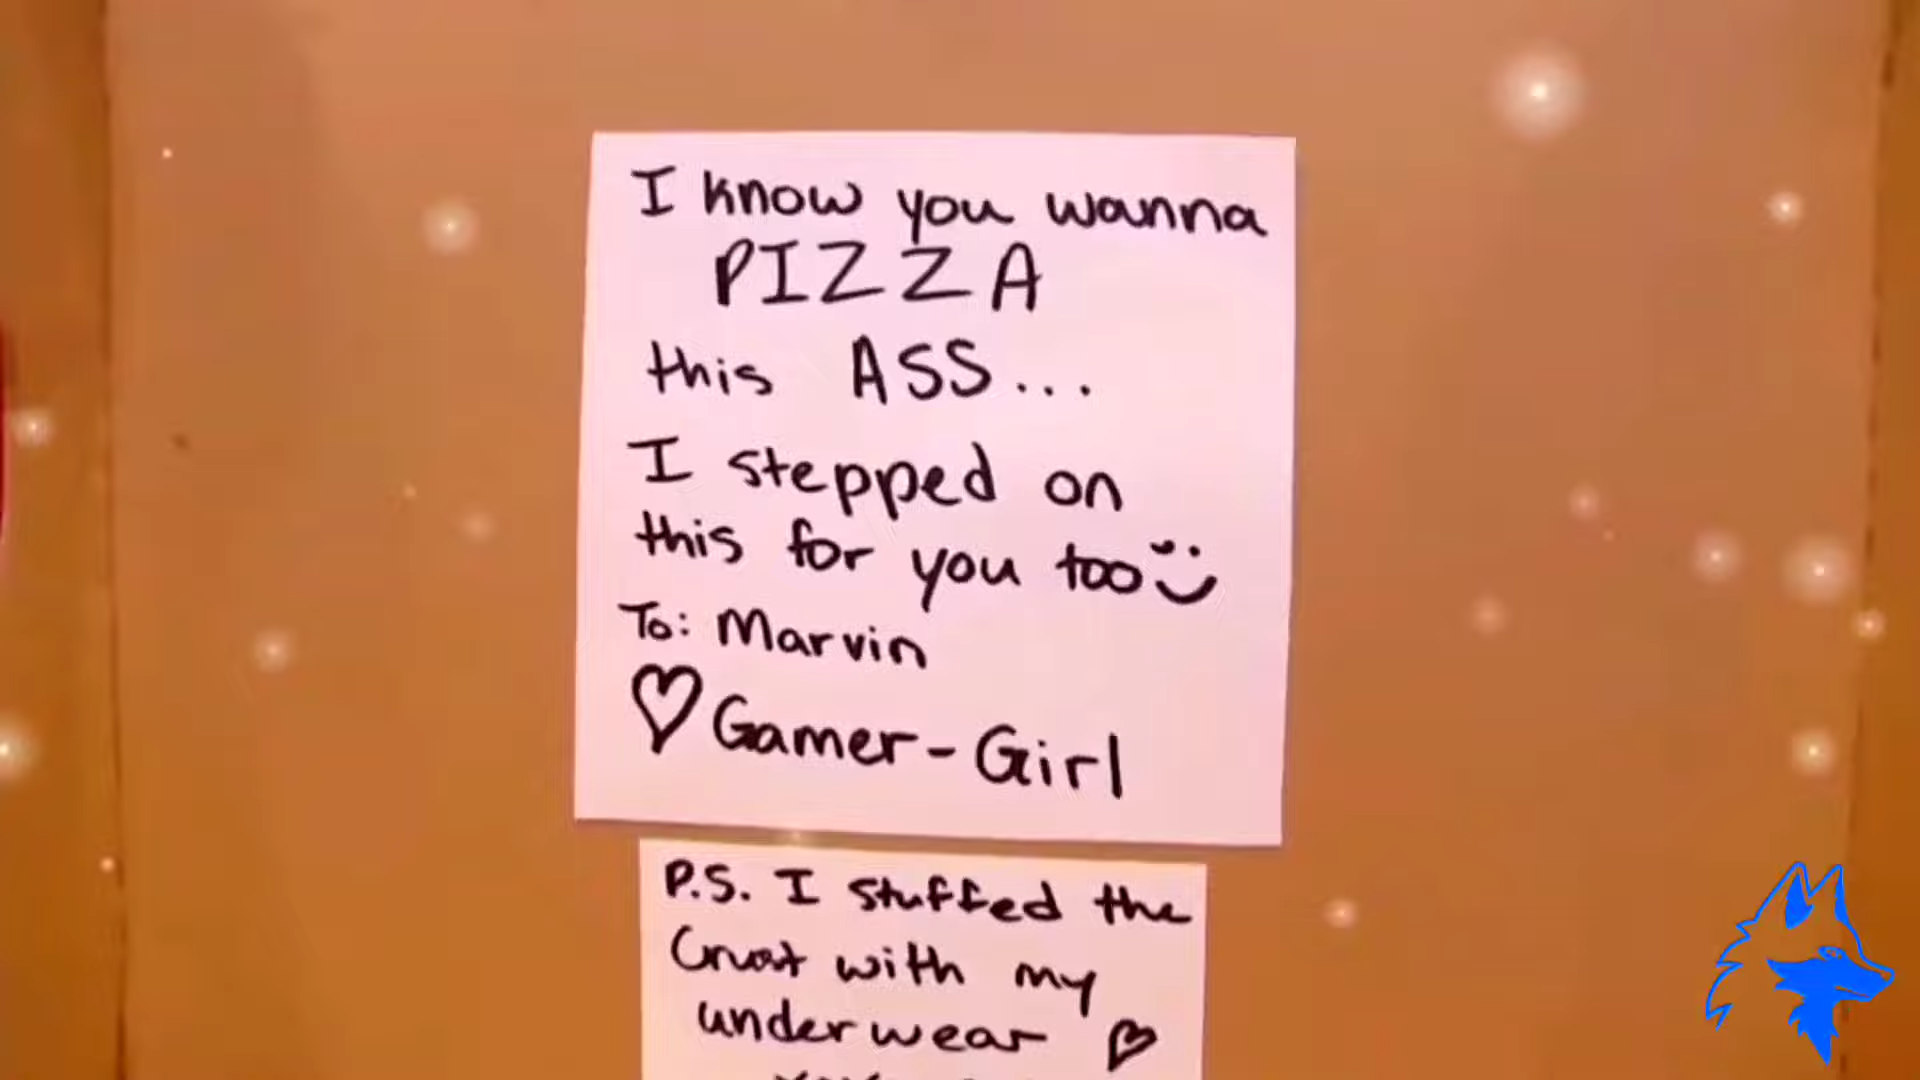 I know you wanna
PIZZA
this ASS...
I stepped on
this for you too
To: Marvin
♡ Gamer-Girl
P.S. I stuffed the
Crust with my
underwear ♡